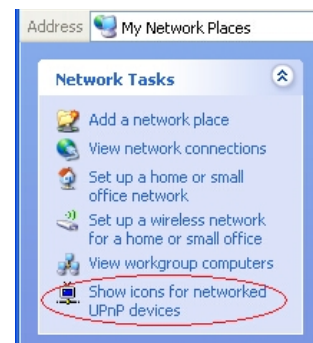 Address My Network Places
Network Tasks
Add a network place
View network connections
Set up a home or small
office network
Set up a wireless network
for a home or small office
View workgroup computers
Show icons for networked
UPnP devices